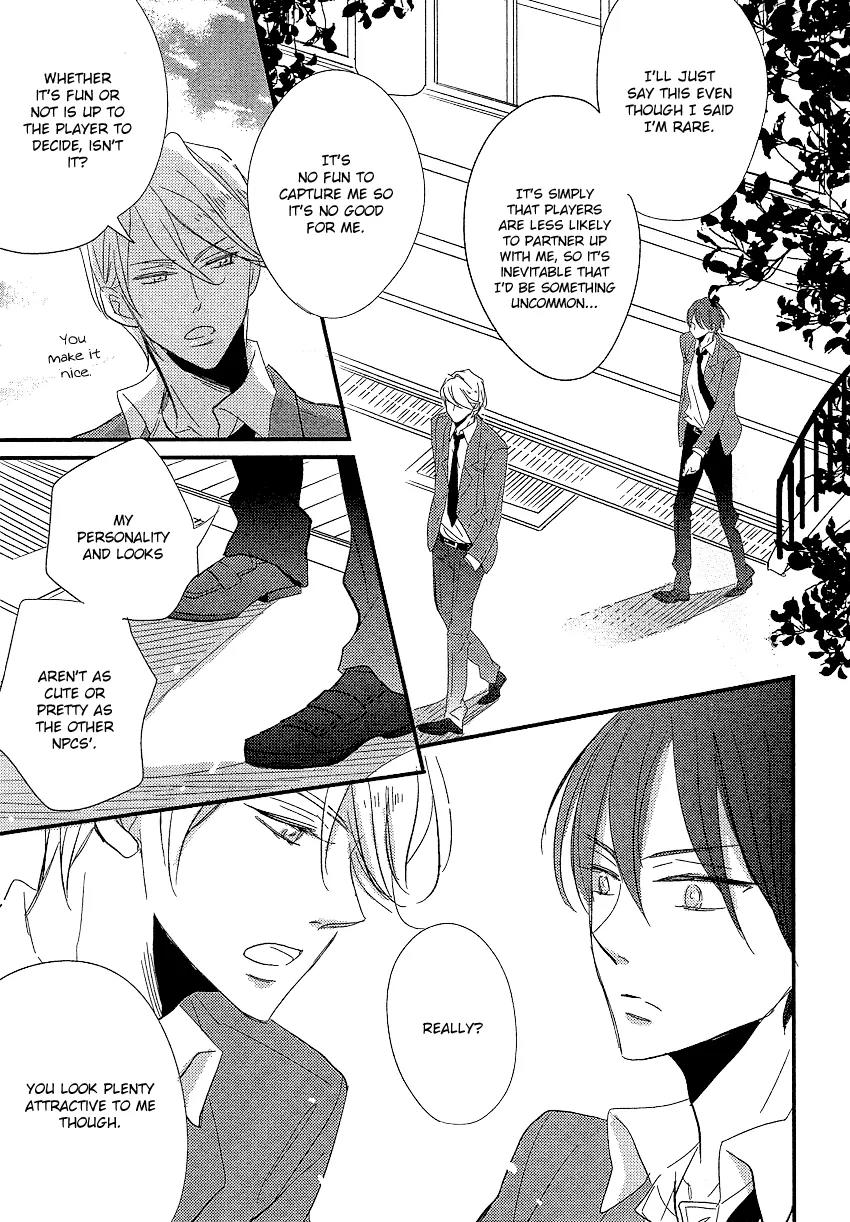 I'LL JUST
SAY THIS EVEN
THOUGH I SAID
I'M RARE.
IT'S SIMPLY
THAT PLAYERS
ARE LESS LIKELY
TO PARTNER UP
WITH ME, SO IT'S
INEVITABLE THAT
I'D BE SOMETHING
UNCOMMON...
IT'S
NO FUN TO
CAPTURE ME SO
IT'S NO GOOD
FOR ME.
WHETHER
IT'S FUN OR
NOT IS UP TO
THE PLAYER TO
DECIDE, ISN'T
IT?
You
make it
nice.
MY
PERSONALITY
AND LOOKS
AREN'T AS
CUTE OR
PRETTY AS
THE OTHER
NPCS'.
REALLY?
YOU LOOK PLENTY
ATTRACTIVE TO ME
THOUGH.